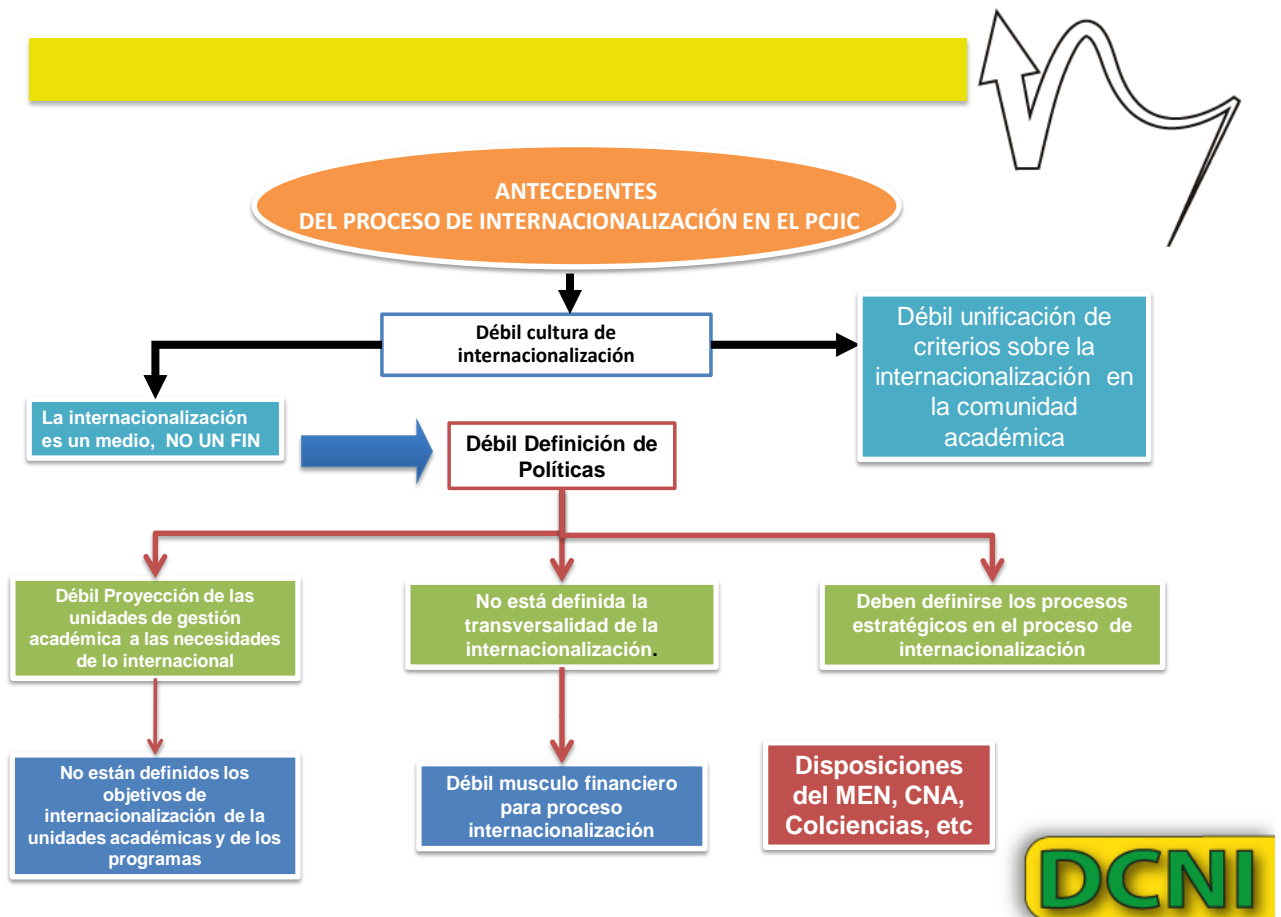 ANTECEDENTES
DEL PROCESO DE INTERNACIONALIZACIÓN EN EL PCJIC
Débil cultura de
internacionalización
Débil unificación de
criterios sobre la
internacionalización en
la comunidad
académica
La internacionalización
es un medio, NO UN FIN
Débil Definición de
Políticas
Débil Proyección de las
unidades de gestión
académica a las necesidades
de lo internacional
No está definida la
transversalidad de la
internacionalización.
Deben definirse los procesos
estratégicos en el proceso de
internacionalización
No están definidos los
objetivos de
internacionalización de la
unidades académicas y de los
programas
Débil musculo financiero
para proceso
internacionalización
Disposiciones
del MEN, CNA,
Colciencias, etc
DCNI